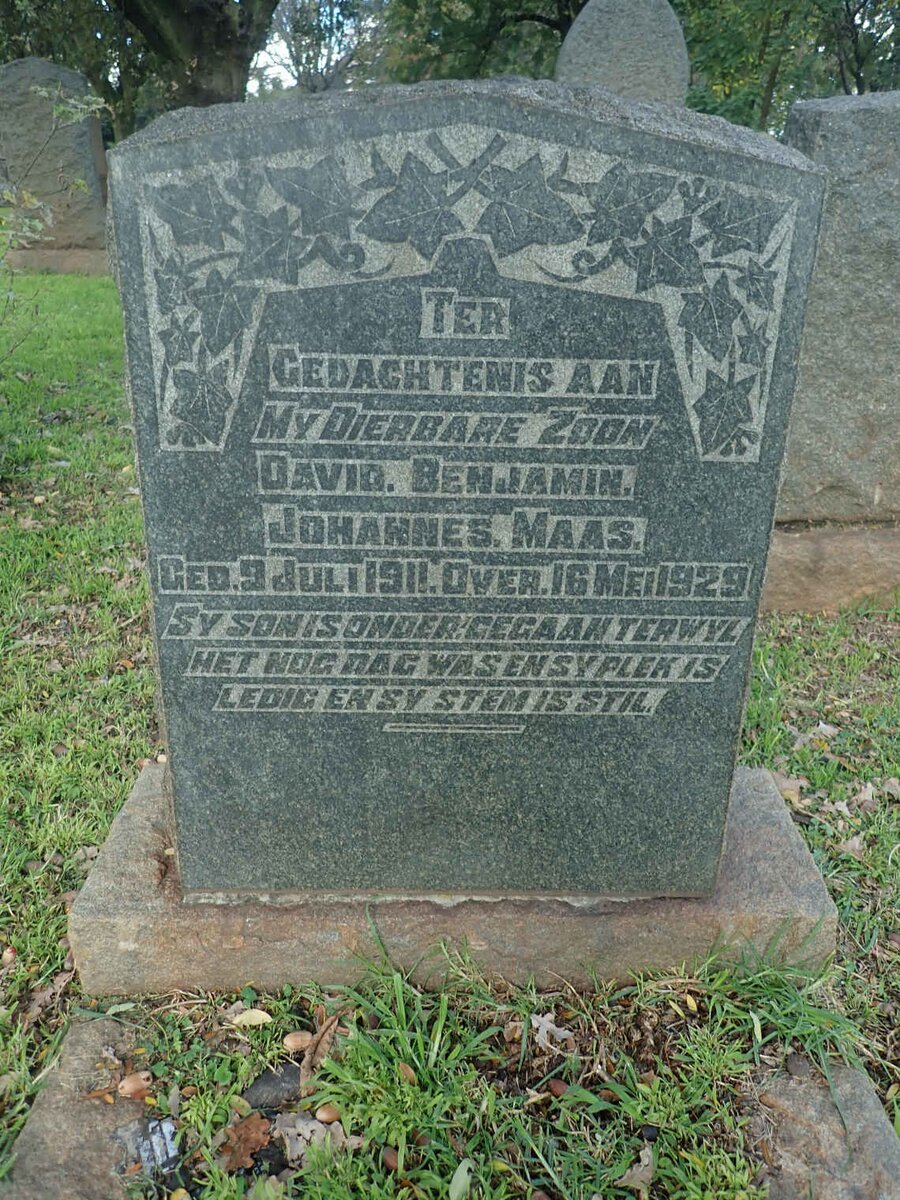 TER
GEDACHTENIS AAN
MY DIERBARE ZOON
DAVID. BENJAMIN.
JOHANNES. MAAS.
GEB. 9 JULI 1911. OVER. 16 MEI 1929
SY SON IS ONDERGEGAAN TERWYL
HET NOG DAG WAS EN SY PLEK IS
LEDIG EN SY STEM IS STIL